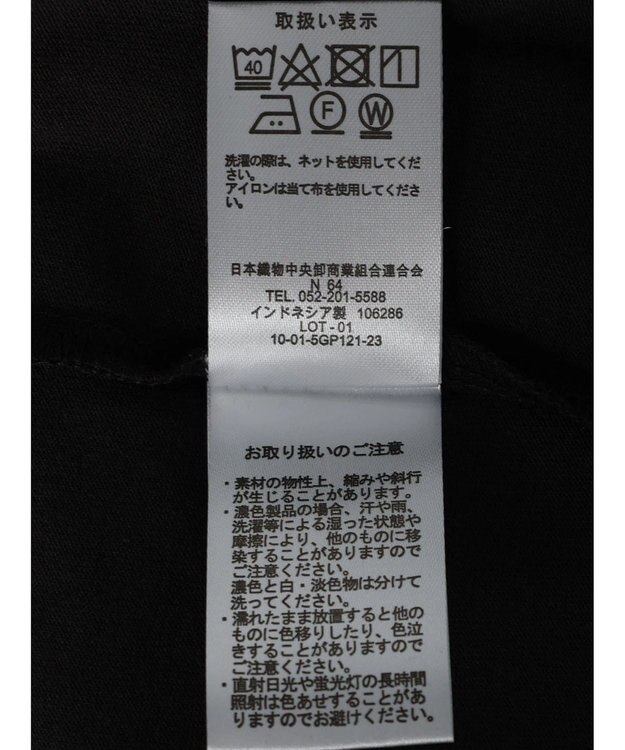 取扱い表示
40
F
W
洗濯の際は、ネットを使用してくだ
さい。
アイロンは当て布を使用してくださ
い。
日本織物中央卸商業組合連合会
N 64
TEL. 052-201-5588
インドネシア製 106286
LOT - 01
10-01-5GP121-23
お取り扱いのご注意
・素材の物性上、縮みや斜行
が生じることがあります。
・濃色製品の場合、汗や雨、
洗濯等による湿った状態や
摩擦により、他のものに移
染することがありますので
ご注意ください。
濃色と白・淡色物は分けて
洗ってください。
・濡れたまま放置すると他の
ものに色移りしたり、色泣
きすることがありますので
ご注意ください。
・直射日光や蛍光灯の長時間
照射は色あせすることがあ
りますのでお避けください。